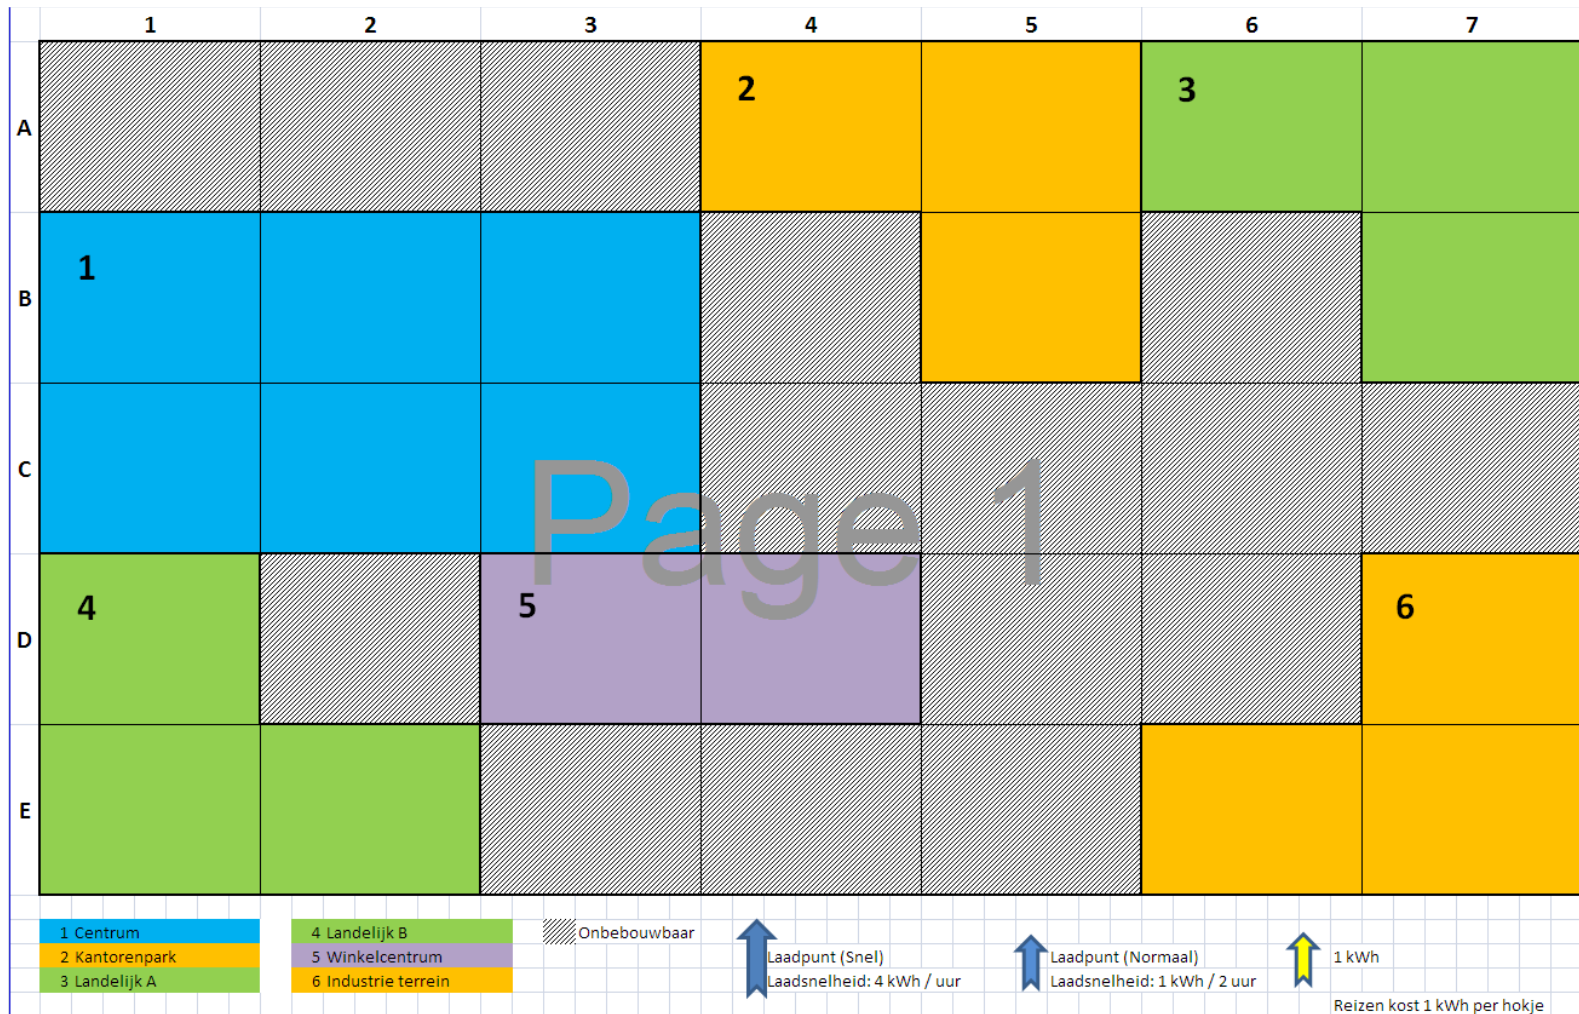 1 2 3 4 5 6 7
A
2 3
B
1
C
Page 1
D
4 5 6
E
1 Centrum
2 Kantorenpark
3 Landelijk A
4 Landelijk B
5 Winkelcentrum
6 Industrie terrein
Onbebouwbaar
Laadpunt (Snel)
Laadsnelheid: 4 kWh / uur
Laadpunt (Normaal)
Laadsnelheid: 1 kWh / 2 uur
1 kWh
Reizen kost 1 kWh per hokje